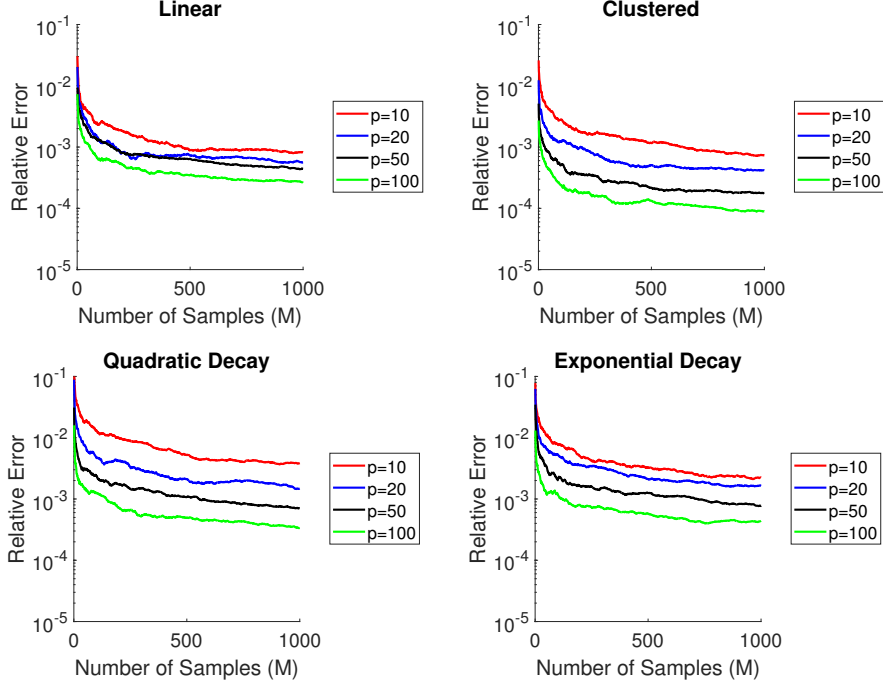 Linear
Relative Error
10^-1
10^-2
10^-3
10^-4
10^-5
0
500
1000
Number of Samples (M)
p=10
p=20
p=50
p=100
Clustered
Relative Error
10^-1
10^-2
10^-3
10^-4
10^-5
0
500
1000
Number of Samples (M)
p=10
p=20
p=50
p=100
Quadratic Decay
Relative Error
10^-1
10^-2
10^-3
10^-4
10^-5
0
500
1000
Number of Samples (M)
p=10
p=20
p=50
p=100
Exponential Decay
Relative Error
10^-1
10^-2
10^-3
10^-4
10^-5
0
500
1000
Number of Samples (M)
p=10
p=20
p=50
p=100